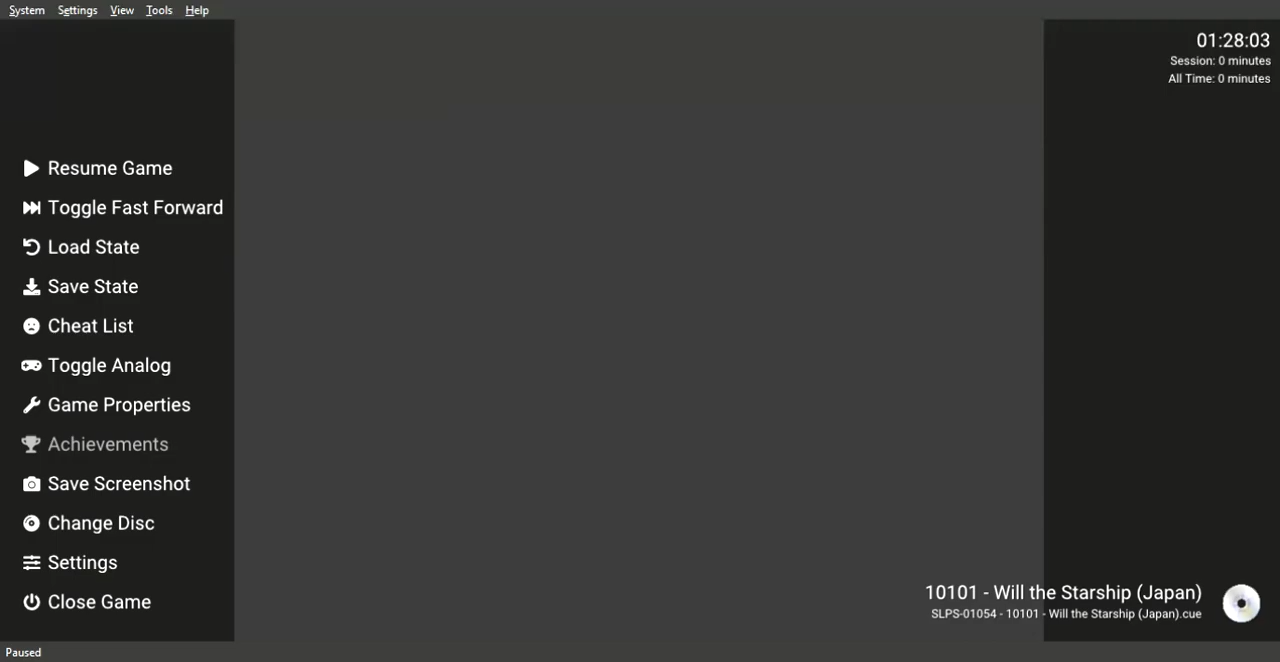 System Settings View Tools Help
01:28:03
Session: 0 minutes
All Time: 0 minutes
Resume Game
Toggle Fast Forward
Load State
Save State
Cheat List
Toggle Analog
Game Properties
Achievements
Save Screenshot
Change Disc
Settings
Close Game
10101 - Will the Starship (Japan)
SLPS-01054 - 10101 - Will the Starship (Japan).cue
Paused